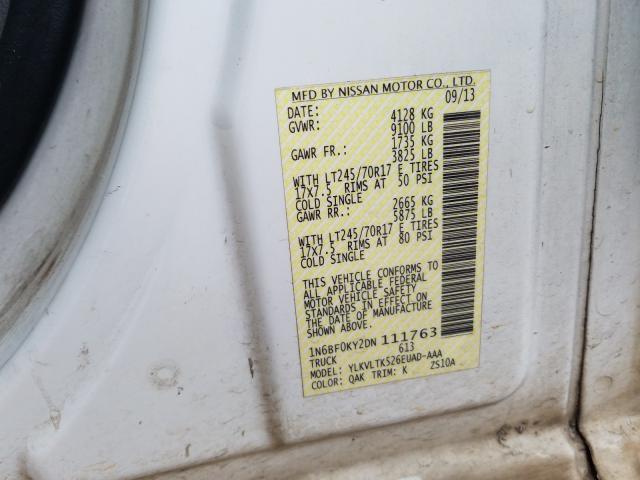 MFD BY NISSAN MOTOR CO., LTD.
DATE: 09/13
GVWR: 4128 KG
9100 LB
GAWR FR.: 1735 KG
3825 LB
WITH LT245/70R17 E TIRES
17X7.5 RIMS AT 50 PSI
COLD SINGLE
GAWR RR.: 2665 KG
5875 LB
WITH LT245/70R17 E TIRES
17X7.5 RIMS AT 80 PSI
COLD SINGLE
THIS VEHICLE CONFORMS TO
ALL APPLICABLE FEDERAL
MOTOR VEHICLE SAFETY
STANDARDS IN EFFECT ON
THE DATE OF MANUFACTURE
SHOWN ABOVE.
1N6BF0KY2DN 111763
TRUCK 613
MODEL: YLKVLTK526EUAD-AAA
COLOR: QAK TRIM: K ZS10A